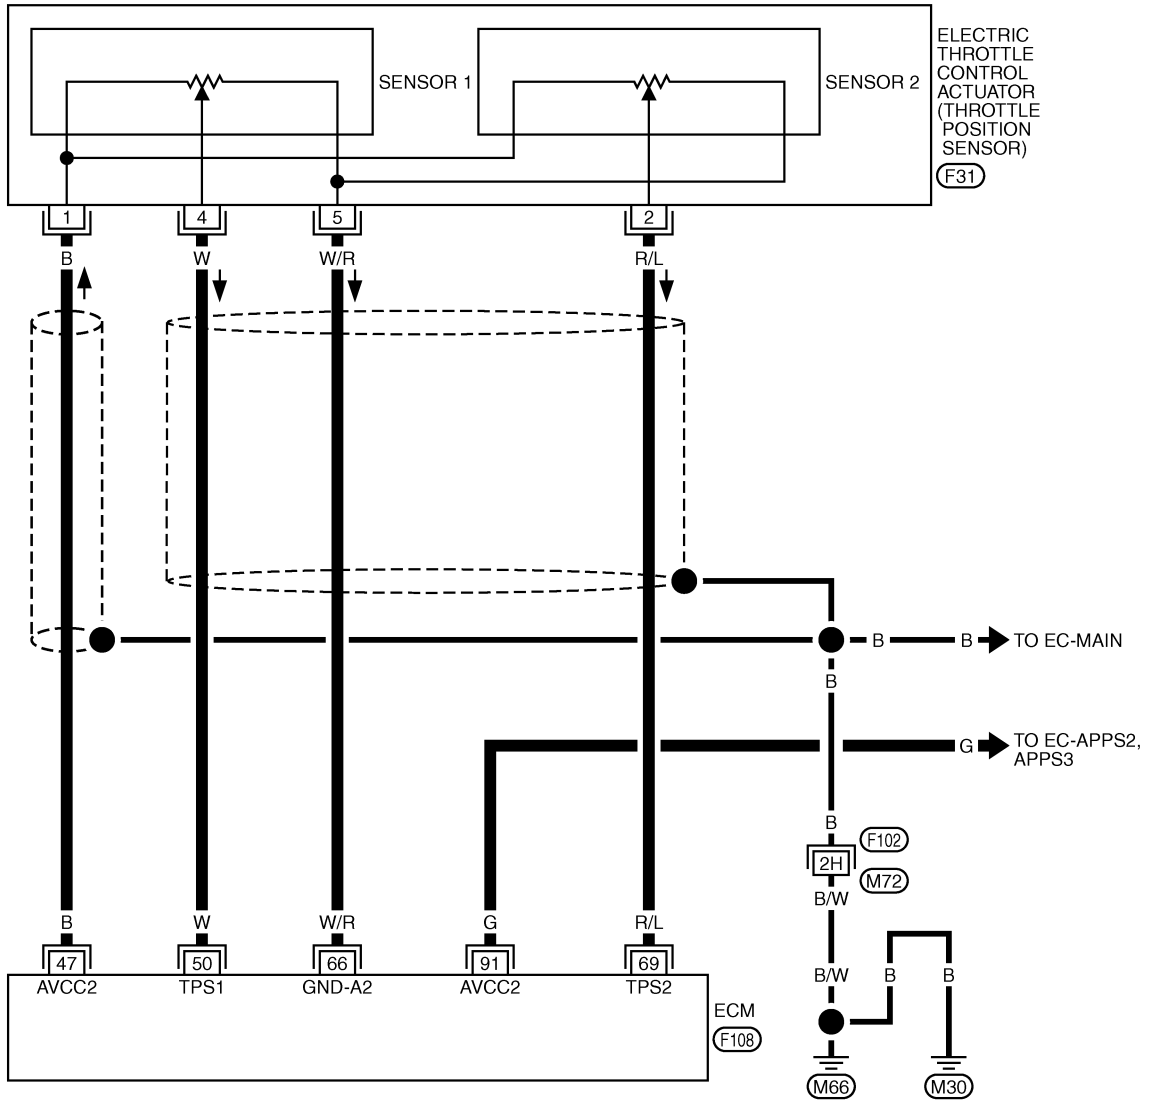 ELECTRIC
THROTTLE
CONTROL
ACTUATOR
(THROTTLE
POSITION
SENSOR)
F31
SENSOR 1
SENSOR 2
1
4
5
2
B
W
W/R
R/L
B
B
TO EC-MAIN
B
G
TO EC-APPS2,
APPS3
B
F102
2H
M72
B/W
B
W
W/R
G
R/L
47
50
66
91
69
AVCC2
TPS1
GND-A2
AVCC2
TPS2
B/W
B
B
ECM
F108
M66
M30